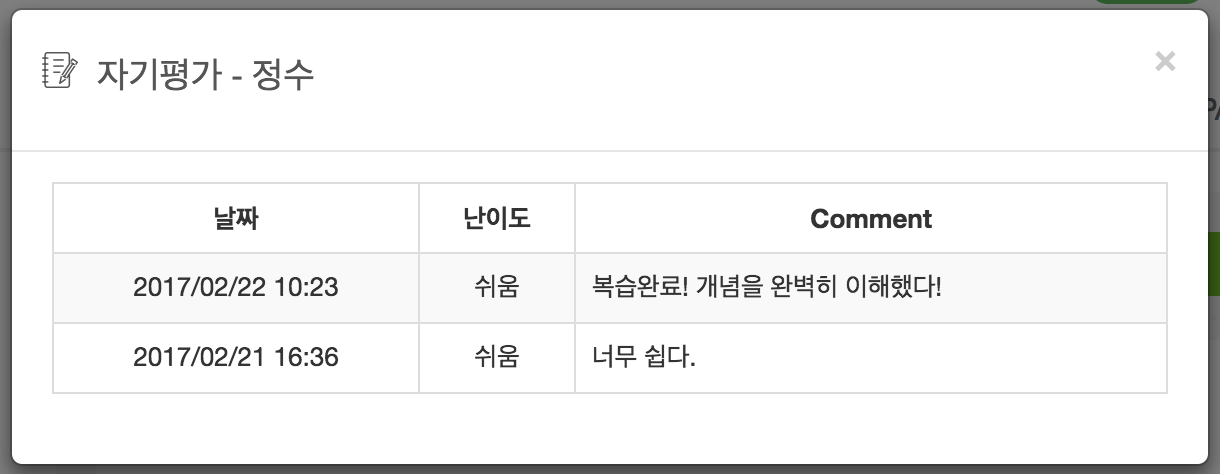 자기평가 - 정수
×
날짜 난이도 Comment
2017/02/22 10:23 쉬움 복습완료! 개념을 완벽히 이해했다!
2017/02/21 16:36 쉬움 너무 쉽다.